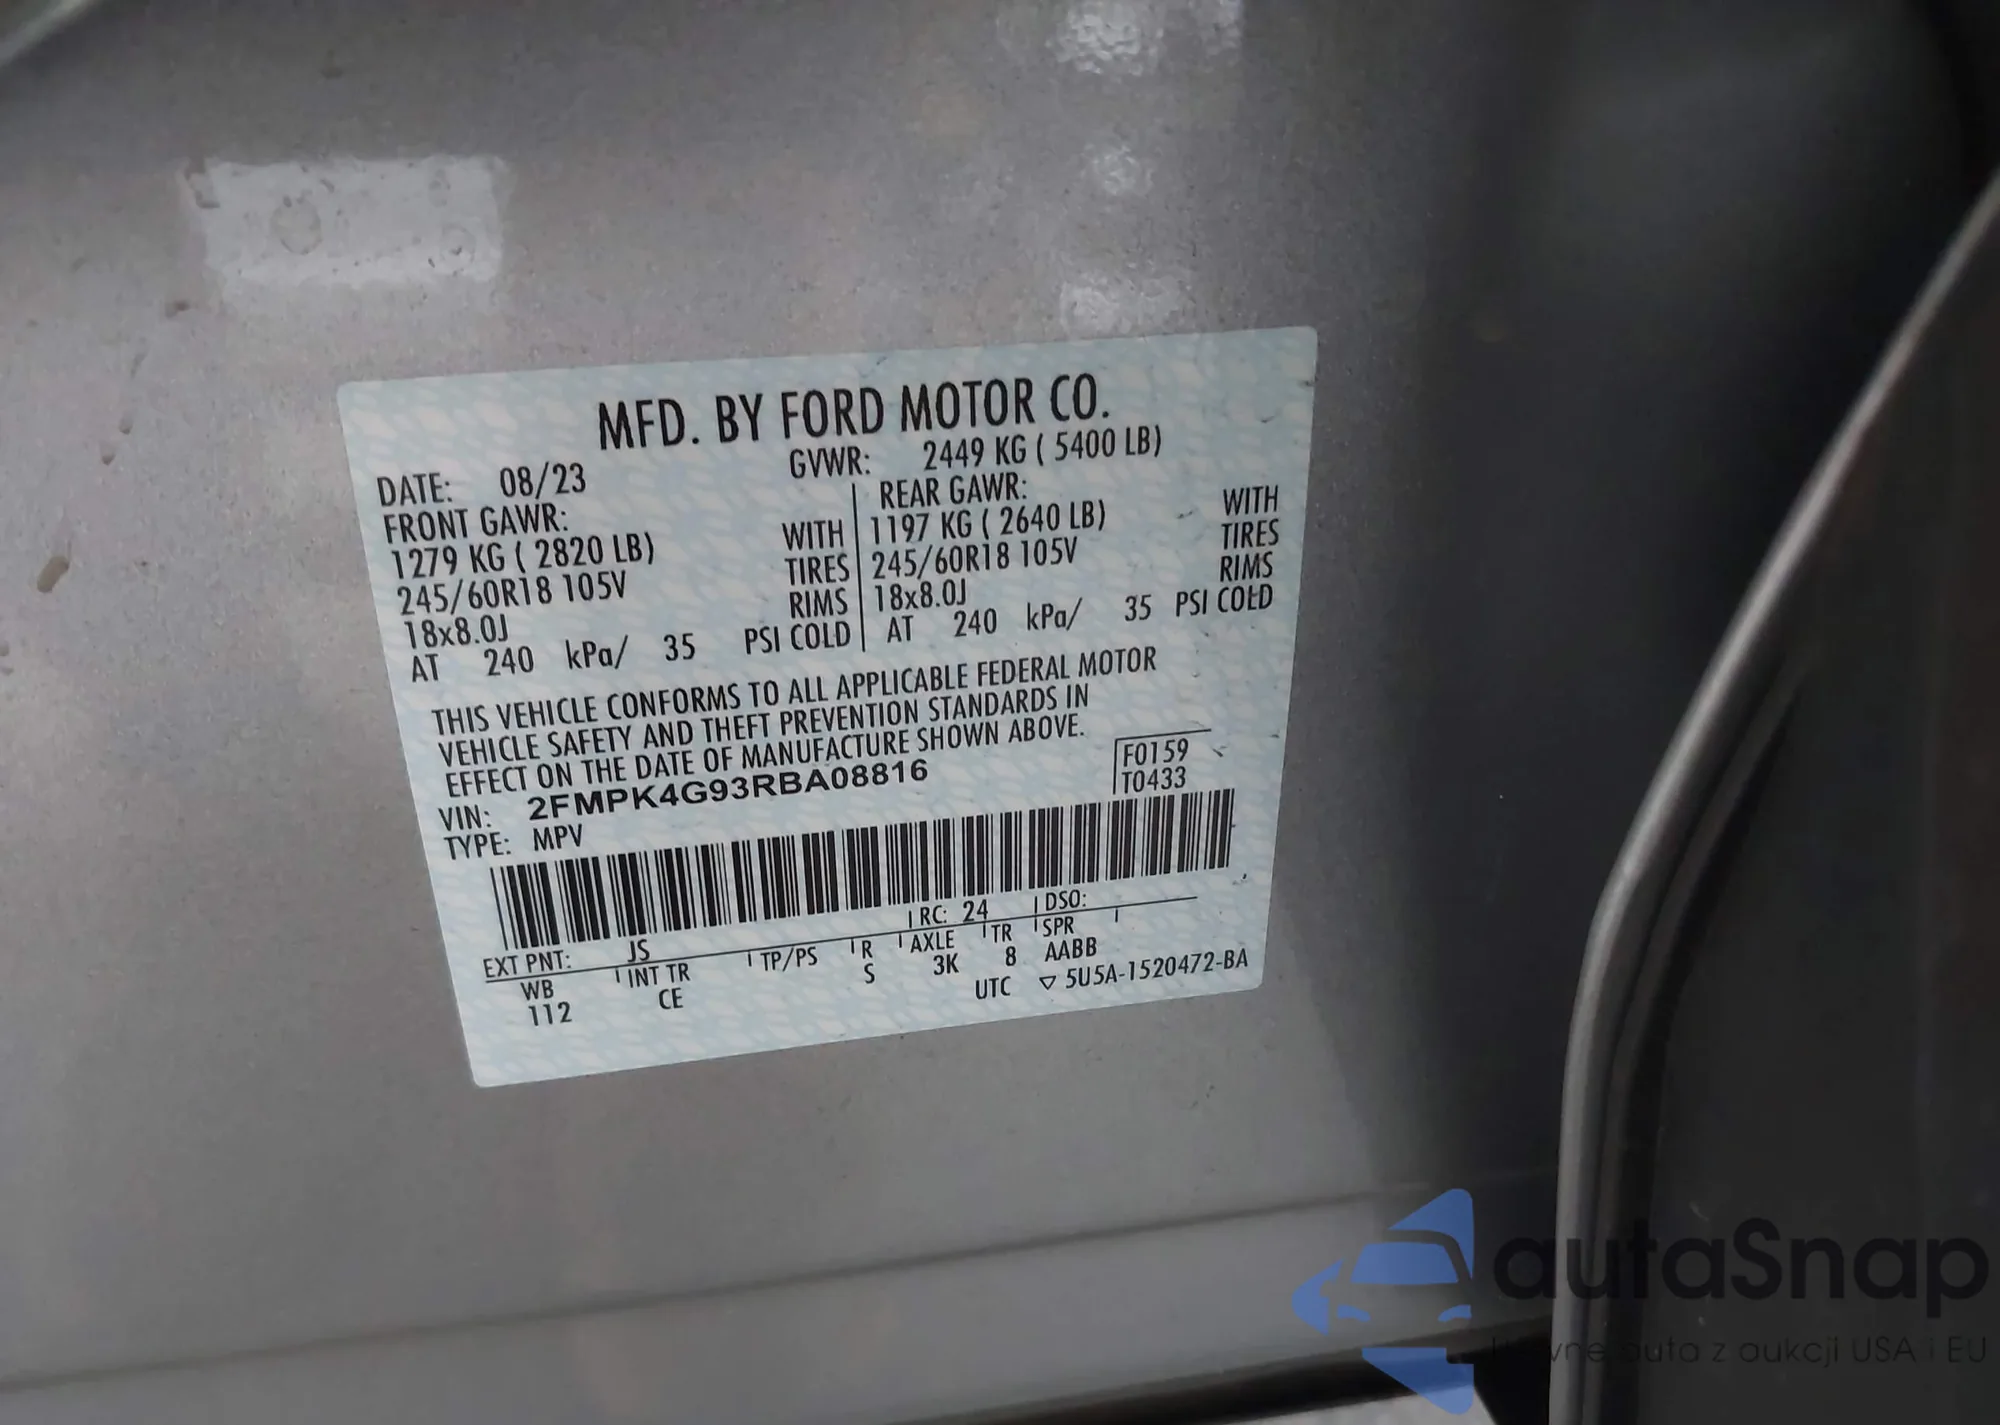 MFD. BY FORD MOTOR CO.
DATE: 08/23 GVWR: 2449 KG ( 5400 LB)
FRONT GAWR: REAR GAWR:
1279 KG ( 2820 LB) WITH 1197 KG ( 2640 LB) WITH
245/60R18 105V TIRES 245/60R18 105V TIRES
18x8.0J RIMS 18x8.0J RIMS
AT 240 kPa/ 35 PSI COLD AT 240 kPa/ 35 PSI COLD
THIS VEHICLE CONFORMS TO ALL APPLICABLE FEDERAL MOTOR
VEHICLE SAFETY AND THEFT PREVENTION STANDARDS IN
EFFECT ON THE DATE OF MANUFACTURE SHOWN ABOVE.
VIN: 2FMPK4G93RBA08816 F0159
TYPE: MPV T0433
EXT PNT: JS RC: 24 DSO:
WB INT TR TP/PS R AXLE TR SPR
112 CE S 3K 8 AABB
UTC ▽ 5U5A-1520472-BA
autaSnap
auta z aukcji USA i EU